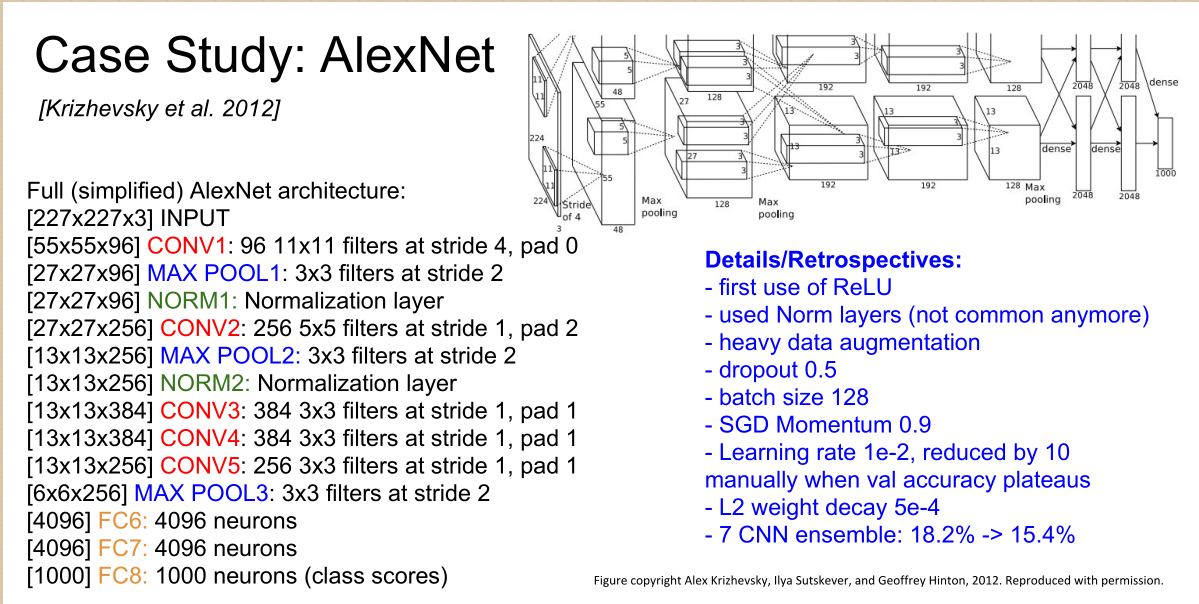 Case Study: AlexNet
[Krizhevsky et al. 2012]
Full (simplified) AlexNet architecture:
[227x227x3] INPUT
[55x55x96] CONV1: 96 11x11 filters at stride 4, pad 0
[27x27x96] MAX POOL1: 3x3 filters at stride 2
[27x27x96] NORM1: Normalization layer
[27x27x256] CONV2: 256 5x5 filters at stride 1, pad 2
[13x13x256] MAX POOL2: 3x3 filters at stride 2
[13x13x256] NORM2: Normalization layer
[13x13x384] CONV3: 384 3x3 filters at stride 1, pad 1
[13x13x384] CONV4: 384 3x3 filters at stride 1, pad 1
[13x13x256] CONV5: 256 3x3 filters at stride 1, pad 1
[6x6x256] MAX POOL3: 3x3 filters at stride 2
[4096] FC6: 4096 neurons
[4096] FC7: 4096 neurons
[1000] FC8: 1000 neurons (class scores)
11
11
224
55
5
5
48
3
3
128
3
3
192
192
128
2048
2048
dense
27
13
13
13
5
5
55
3
3
27
3
3
13
3
3
3
3
13
13
dense
dense
1000
11
11
224
3
Stride
of 4
48
Max
pooling
128
Max
pooling
192
192
128
Max
pooling
2048
2048
Details/Retrospectives:
- first use of ReLU
- used Norm layers (not common anymore)
- heavy data augmentation
- dropout 0.5
- batch size 128
- SGD Momentum 0.9
- Learning rate 1e-2, reduced by 10
manually when val accuracy plateaus
- L2 weight decay 5e-4
- 7 CNN ensemble: 18.2% -> 15.4%
Figure copyright Alex Krizhevsky, Ilya Sutskever, and Geoffrey Hinton, 2012. Reproduced with permission.